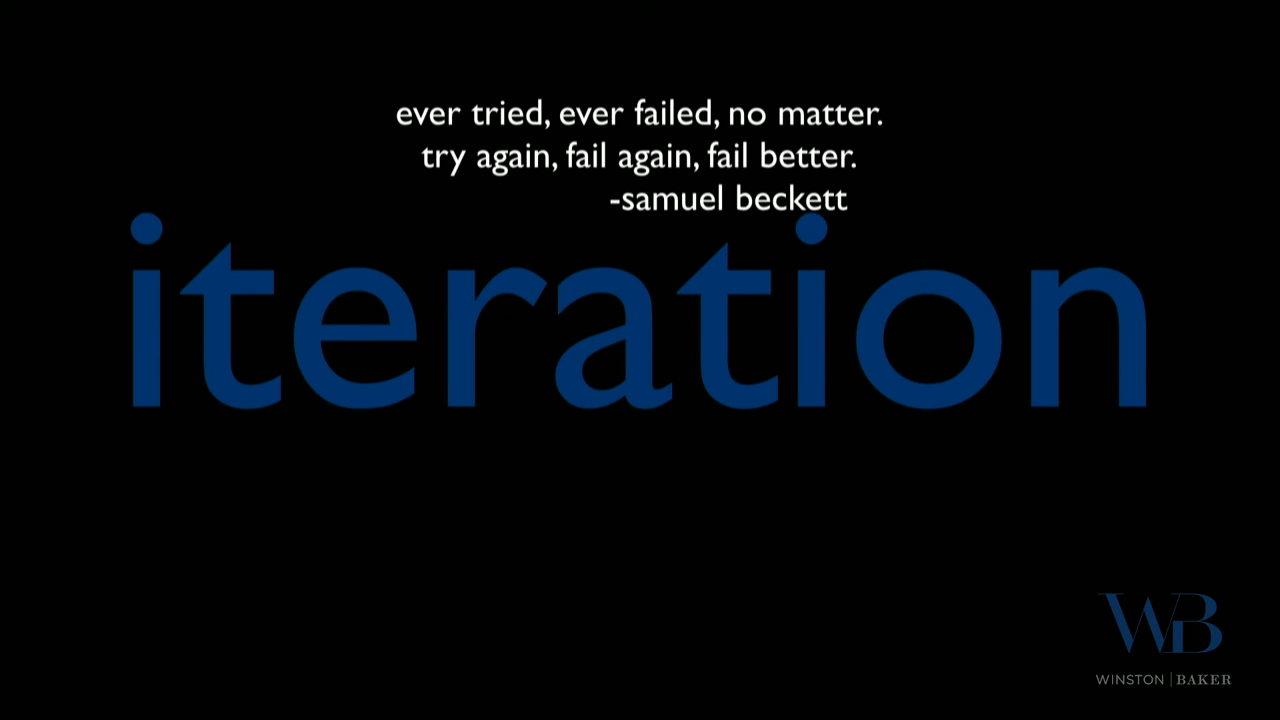 ever tried, ever failed, no matter.
try again, fail again, fail better.
-samuel beckett
iteration
WB
WINSTON | BAKER